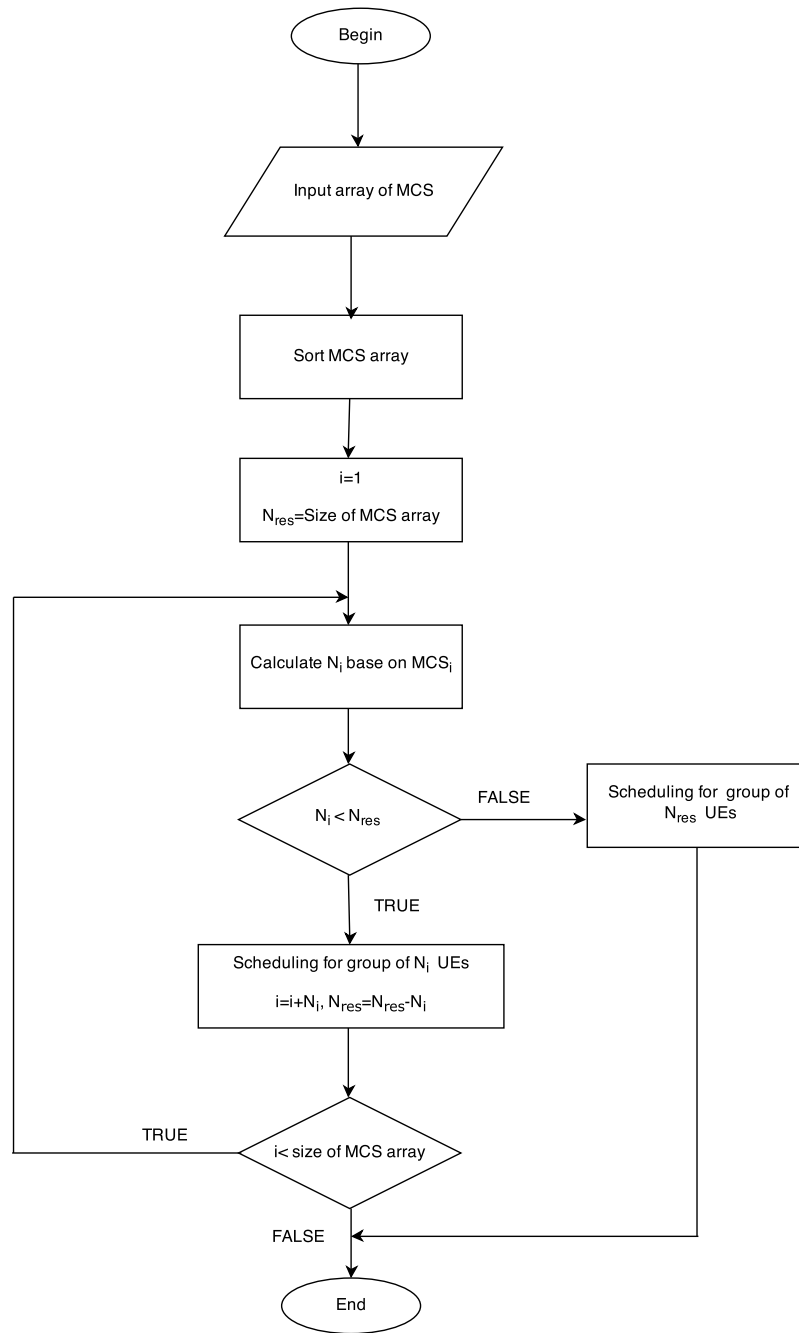 Begin
Input array of MCS
Sort MCS array
i=1
Nres=Size of MCS array
Calculate Ni base on MCSi
Ni < Nres
FALSE
Scheduling for group of
Nres UEs
TRUE
Scheduling for group of Ni UEs
i=i+Ni, Nres=Nres-Ni
TRUE
i< size of MCS array
FALSE
End